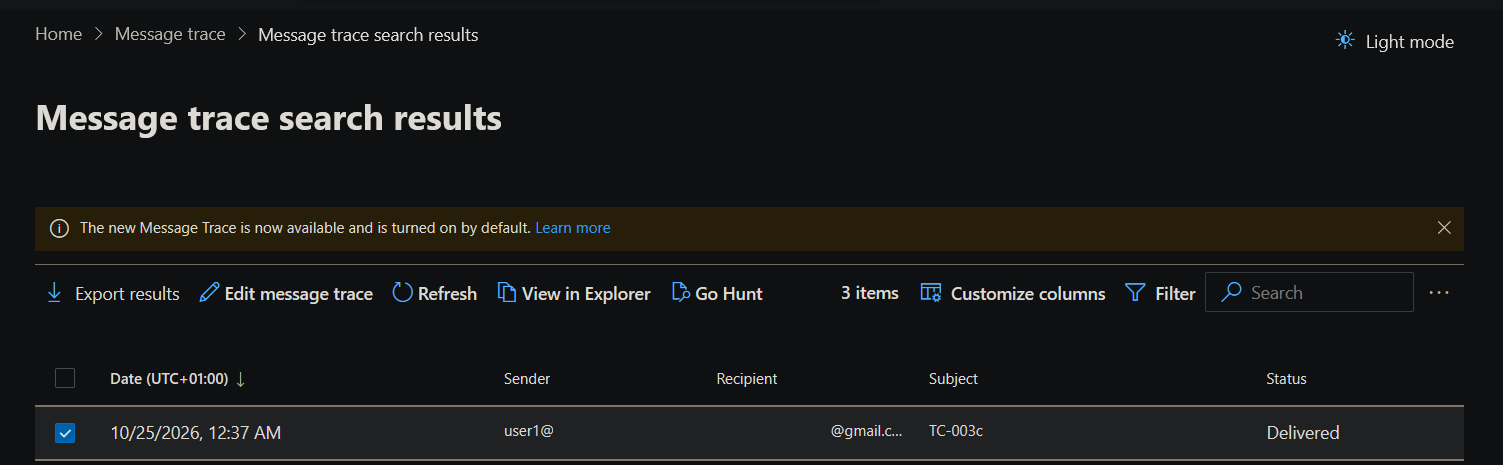 Home > Message trace > Message trace search results
Light mode
Message trace search results
The new Message Trace is now available and is turned on by default. Learn more
Export results Edit message trace Refresh View in Explorer Go Hunt 3 items Customize columns Filter Search ...
Date (UTC+01:00) ↓ Sender Recipient Subject Status
10/25/2026, 12:37 AM user1@ @gmail.c... TC-003c Delivered